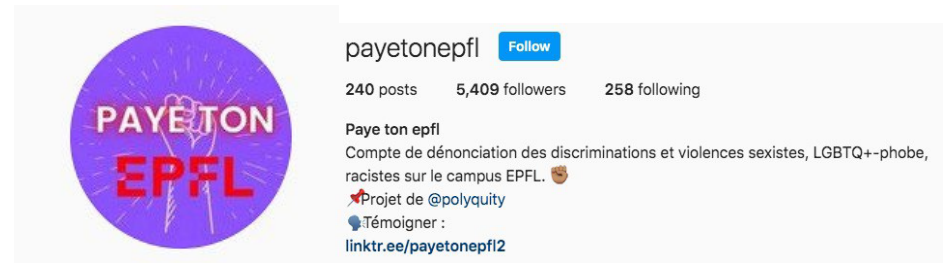 PAYE TON
EPFL
payetonepfl Follow
240 posts 5,409 followers 258 following
Paye ton epfl
Compte de dénonciation des discriminations et violences sexistes, LGBTQ+-phobe,
racistes sur le campus EPFL. ✊🏾
📌Projet de @polyquity
🗣️Témoigner :
linktr.ee/payetonepfl2